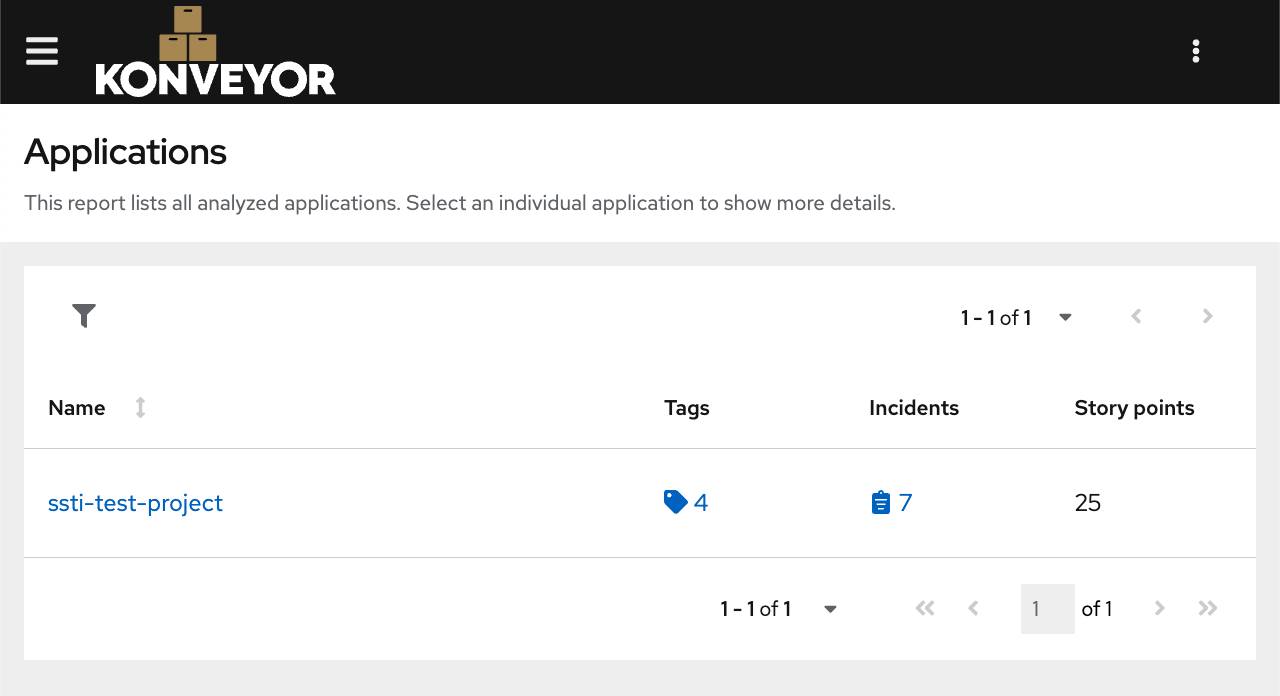 KONVEYOR
Applications
This report lists all analyzed applications. Select an individual application to show more details.
1 - 1 of 1
Name Tags Incidents Story points
ssti-test-project 4 7 25
1 - 1 of 1 1 of 1